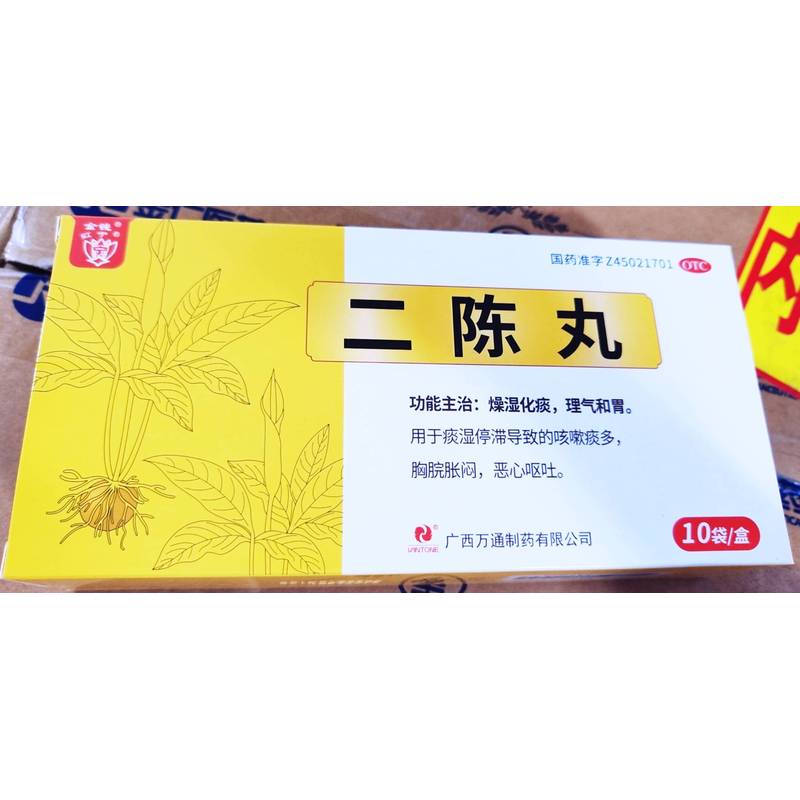 国药准字Z45021701 OTC
二陈丸
功能主治：燥湿化痰，理气和胃。
用于痰湿停滞导致的咳嗽痰多，
胸脘胀闷，恶心呕吐。
WANTONE
广西万通制药有限公司
10袋/盒